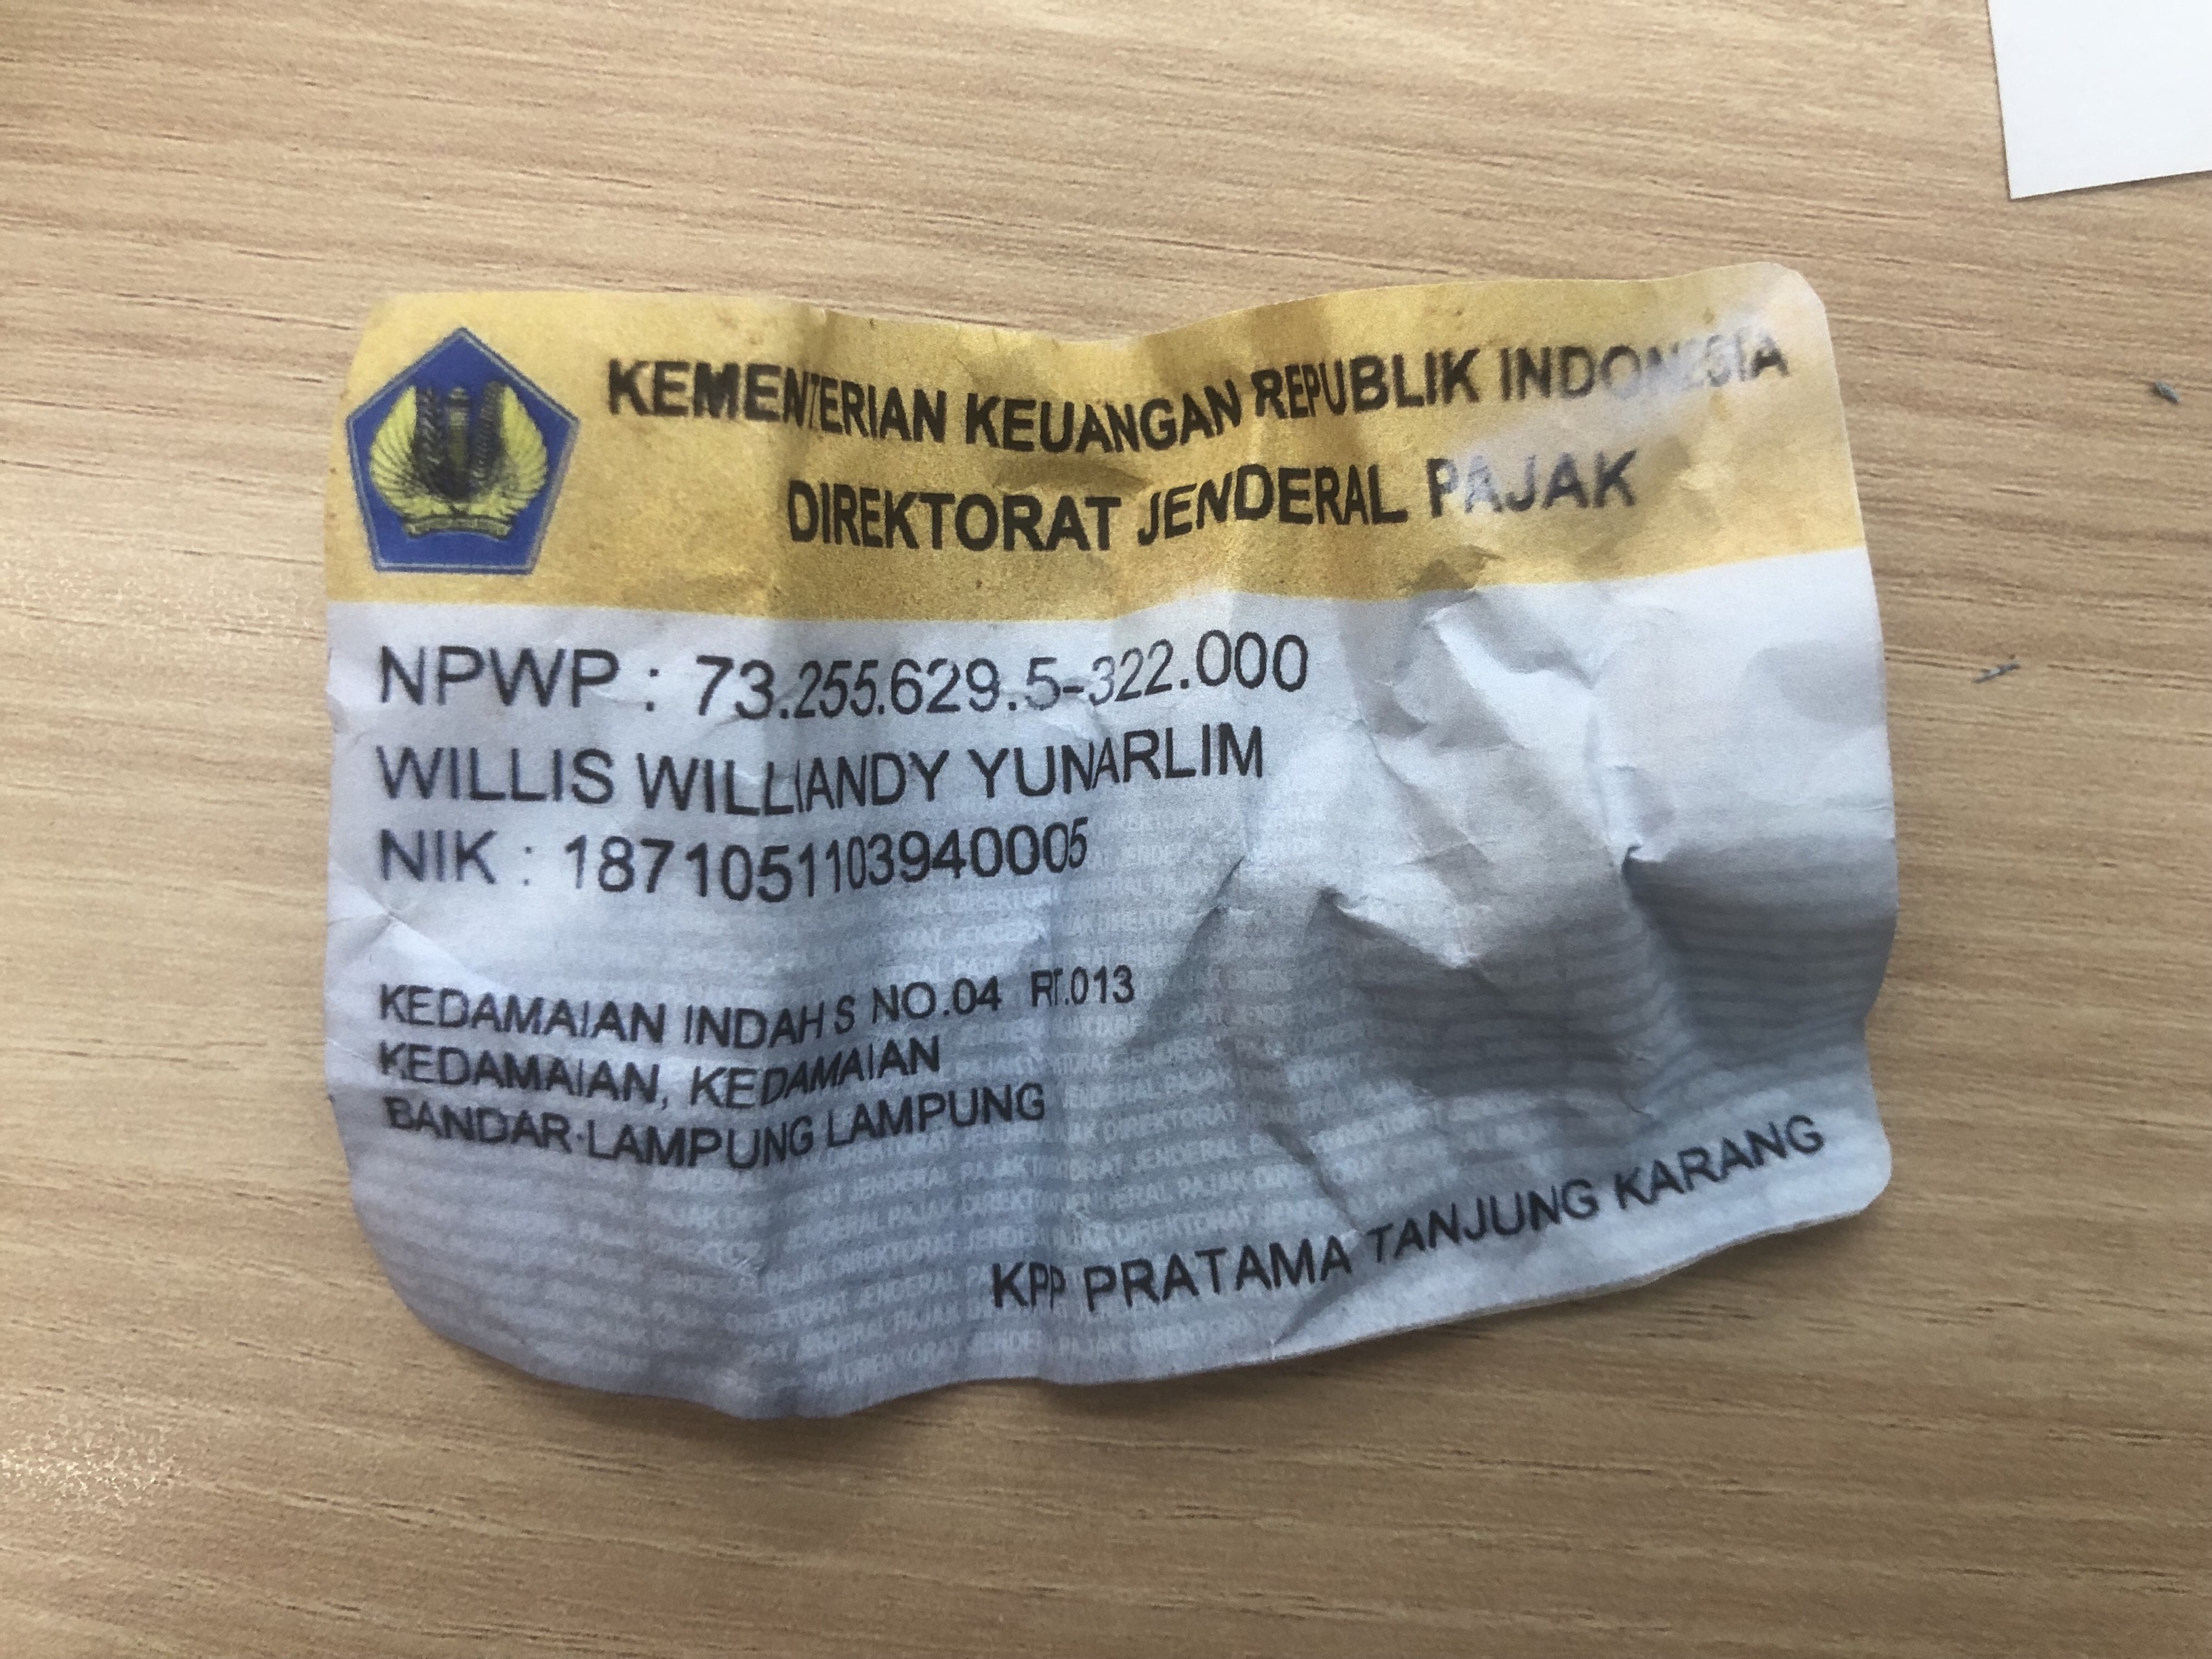 KEMENTERIAN KEUANGAN REPUBLIK INDONESIA
DIREKTORAT JENDERAL PAJAK
NPWP : 73.255.629.5-322.000
WILLIS WILLIANDY YUNARLIM
NIK : 1871051103940005
KEDAMAIAN INDAH S NO.04 RT.013
KEDAMAIAN, KEDAMAIAN
BANDAR LAMPUNG LAMPUNG
KPP PRATAMA TANJUNG KARANG